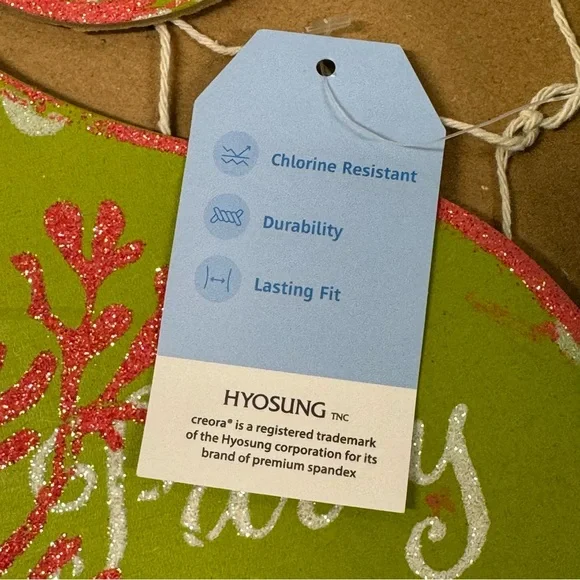 Chlorine Resistant
Durability
Lasting Fit
HYOSUNG TNC
creora® is a registered trademark
of the Hyosung corporation for its
brand of premium spandex